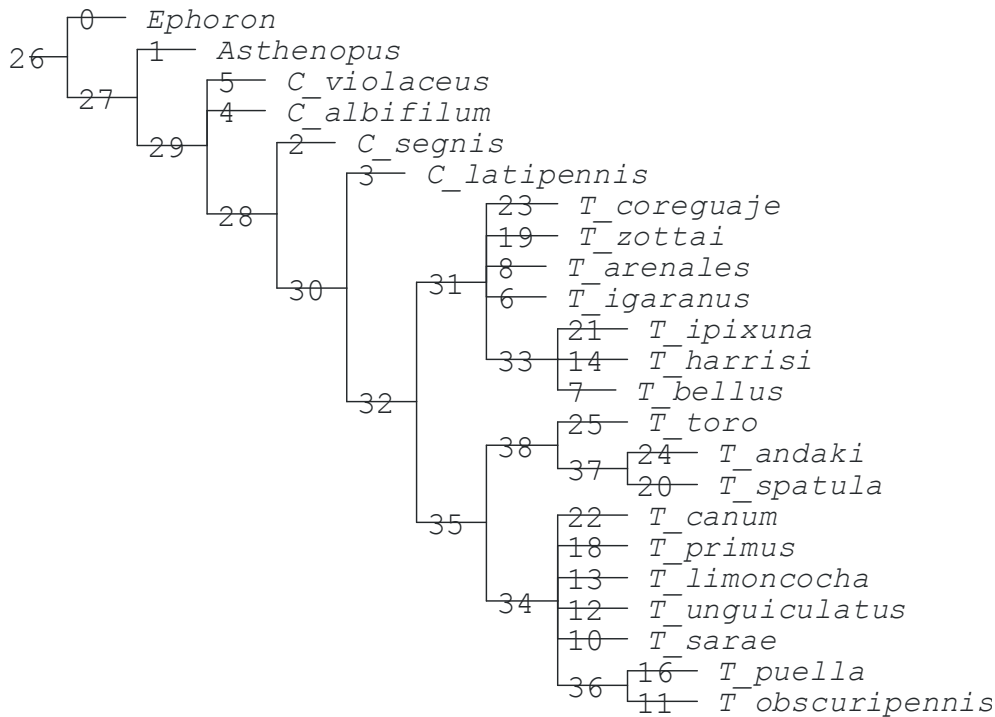 0 Ephoron
26
1 Asthenopus
5 C_violaceus
27
4 C_albifilum
29
2 C_segnis
3 C_latipennis
23 T_coreguaje
28
19 T_zottai
8 T_arenales
31
30
6 T_igaranus
21 T_ipixuna
33
14 T_harrisi
7 T_bellus
32
25 T_toro
38
24 T_andaki
37
20 T_spatula
22 T_canum
35
18 T_primus
13 T_limoncocha
34
12 T_unguiculatus
10 T_sarae
16 T_puella
36
11 T_obscuripennis